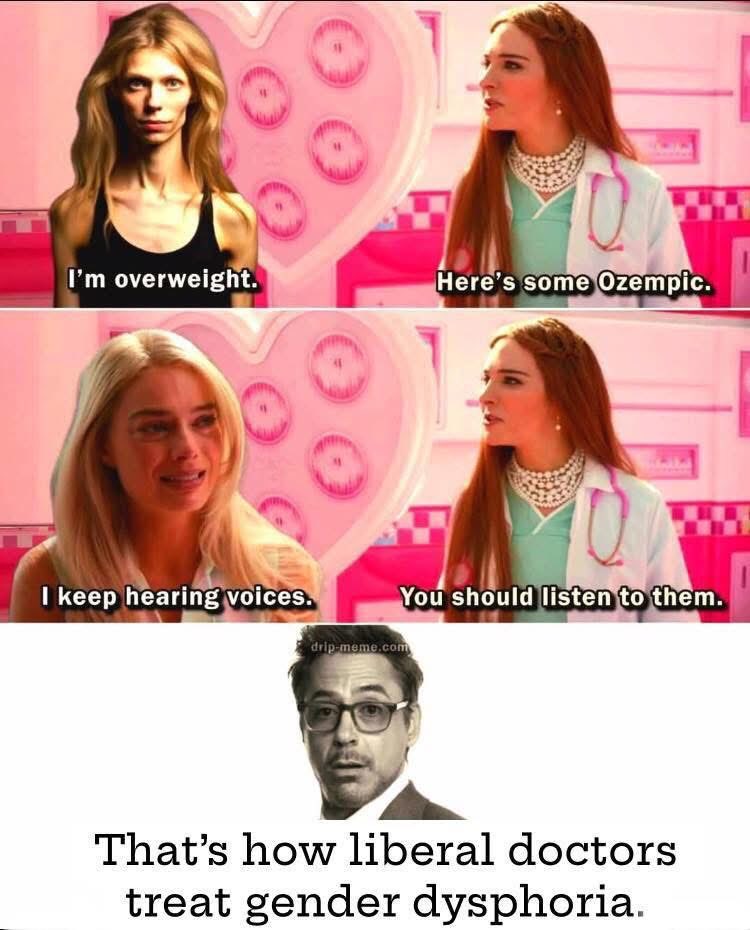 I'm overweight.
Here's some Ozempic.
I keep hearing voices.
You should listen to them.
drip-meme.com
That's how liberal doctors
treat gender dysphoria.